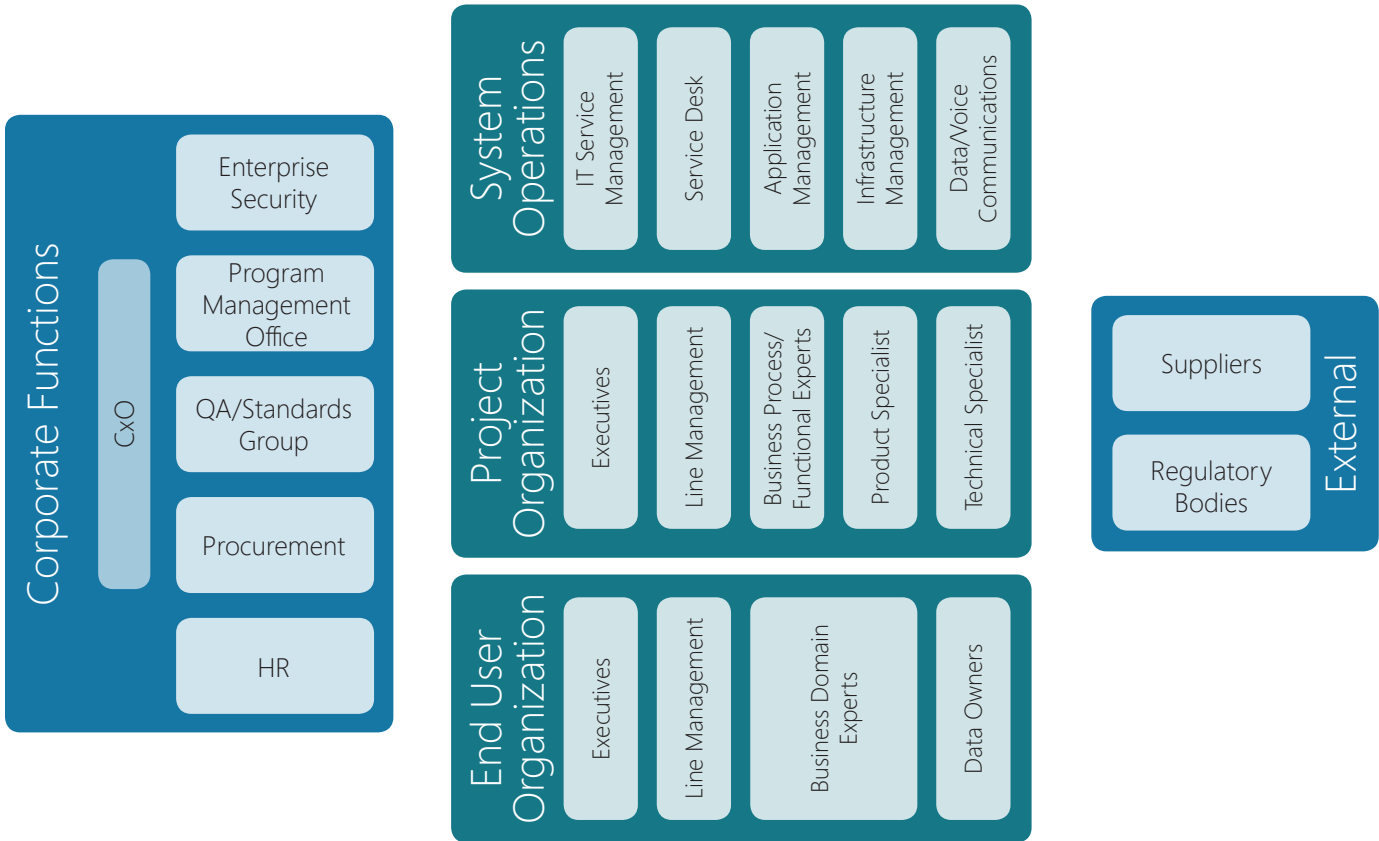 Corporate Functions
CxO
Enterprise
Security
Program
Management
Office
QA/Standards
Group
Procurement
HR
System
Operations
IT Service
Management
Service Desk
Application
Management
Infrastructure
Management
Data/Voice
Communications
Project
Organization
Executives
Line Management
Business Process/
Functional Experts
Product Specialist
Technical Specialist
End User
Organization
Executives
Line Management
Business Domain
Experts
Data Owners
Suppliers
Regulatory
Bodies
External